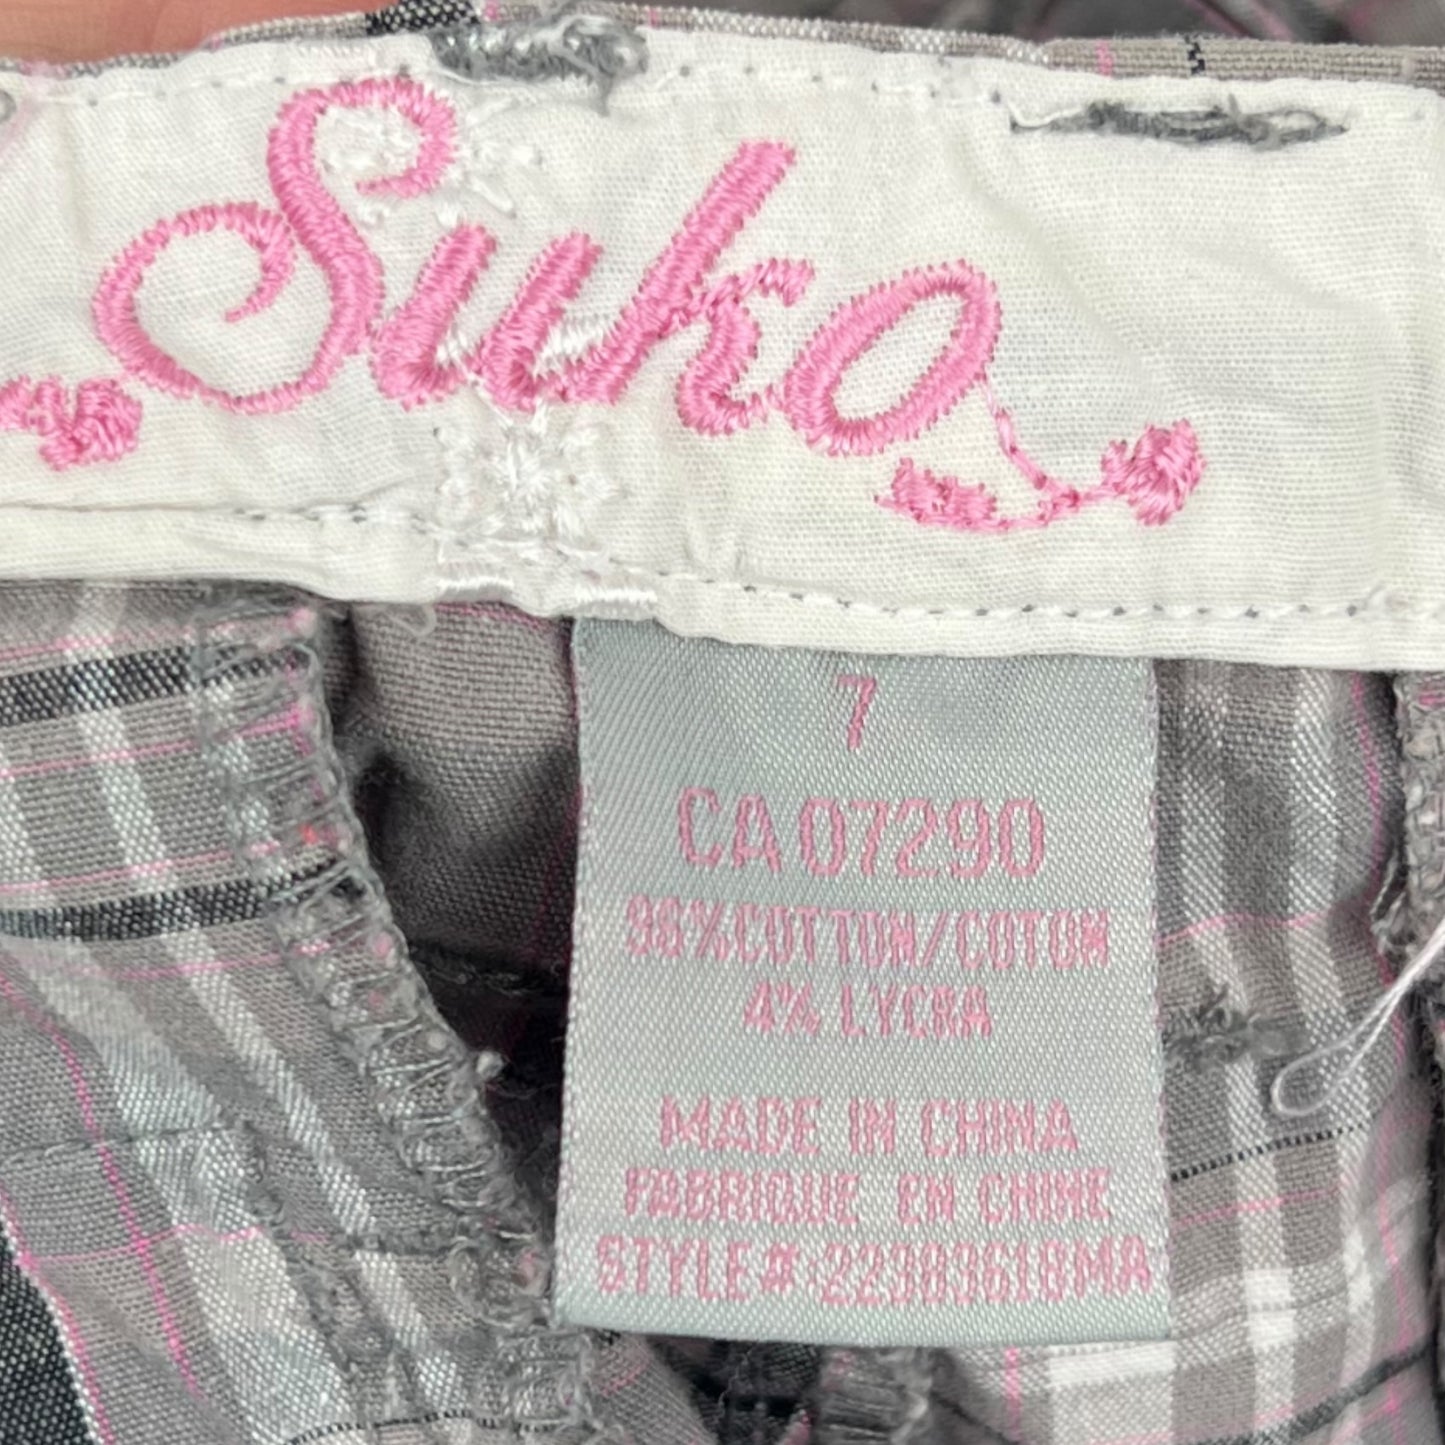 Suko
7
CA 07290
96% COTTON/COTON
4% LYCRA
MADE IN CHINA
FABRIQUE EN CHINE
STYLE#:22383618MA